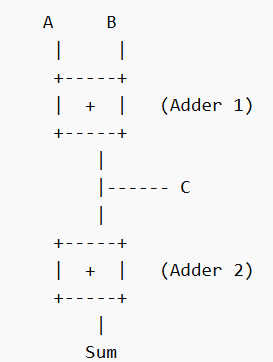 A B
+ (Adder 1)
C
+ (Adder 2)
Sum